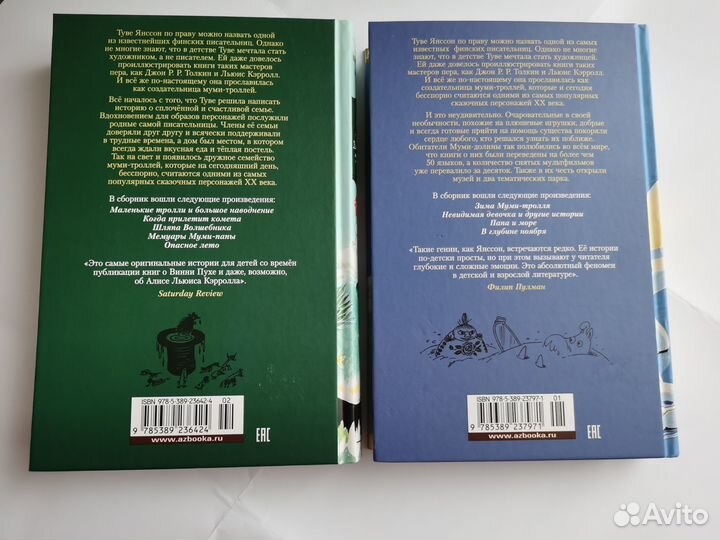 Туве Янссон по праву можно назвать одной
из известнейших финских писательниц. Однако
не многие знают, что в детстве Туве мечтала стать
художником, а не писателем. Ей даже довелось
проиллюстрировать книги таких мастеров
пера, как Джон Р. Р. Толкин и Льюис Кэрролл.
И всё же по-настоящему она прославилась
как создательница муми-троллей.
Всё началось с того, что Туве решила написать
историю о сплочённой и счастливой семье.
Вдохновением для образов персонажей послужили
родные самой писательницы. Члены её семьи
доверяли друг другу и всячески поддерживали
в трудные времена, а дом был местом, в котором
всегда ждали вкусная еда и тёплая постель.
Так на свет и появилось дружное семейство
муми-троллей, которые на сегодняшний день,
бесспорно, считаются одними из самых
популярных сказочных персонажей XX века.
В сборник вошли следующие произведения:
Маленькие тролли и большое наводнение
Когда прилетит комета
Шляпа Волшебника
Мемуары Муми-папы
Опасное лето
«Это самые оригинальные истории для детей со времён
публикации книг о Винни Пухе и даже, возможно,
об Алисе Льюиса Кэрролла».
Saturday Review
ISBN 978-5-389-23642-4
02
9 785389 236424
www.azbooka.ru
EAC
Туве Янссон по праву можно назвать одной из самых
известных финских писательниц. Однако не многие
знают, что в детстве Туве мечтала стать художницей.
Ей даже довелось проиллюстрировать книги таких
мастеров пера, как Джон Р. Р. Толкин и Льюис Кэрролл.
И всё же по-настоящему она прославилась как
создательница муми-троллей, которые и сегодня
бесспорно считаются одними из самых популярных
сказочных персонажей XX века.
И это неудивительно. Очаровательные в своей
необычности, похожие на плюшевые игрушки, добрые
и всегда готовые прийти на помощь существа покоряли
сердце любого, кто решался узнать их поближе.
Обитатели Муми-долины так полюбились во всём мире,
что книги о них были переведены на более чем
50 языков, а количество снятых мультфильмов
уже перевалило за десяток. Также в их честь открыли
музей и два тематических парка.
В сборник вошли следующие произведения:
Зима Муми-тролля
Невидимая девочка и другие истории
Папа и море
В глубине ноября
«Такие гении, как Янссон, встречаются редко. Её истории
по-детски просты, но при этом вызывают у читателя
глубокие и сложные эмоции. Это абсолютный феномен
в детской и взрослой литературе».
Филип Пулман
ISBN 978-5-389-23797-1
01
9 785389 237971
www.azbooka.ru
EAC
Avito